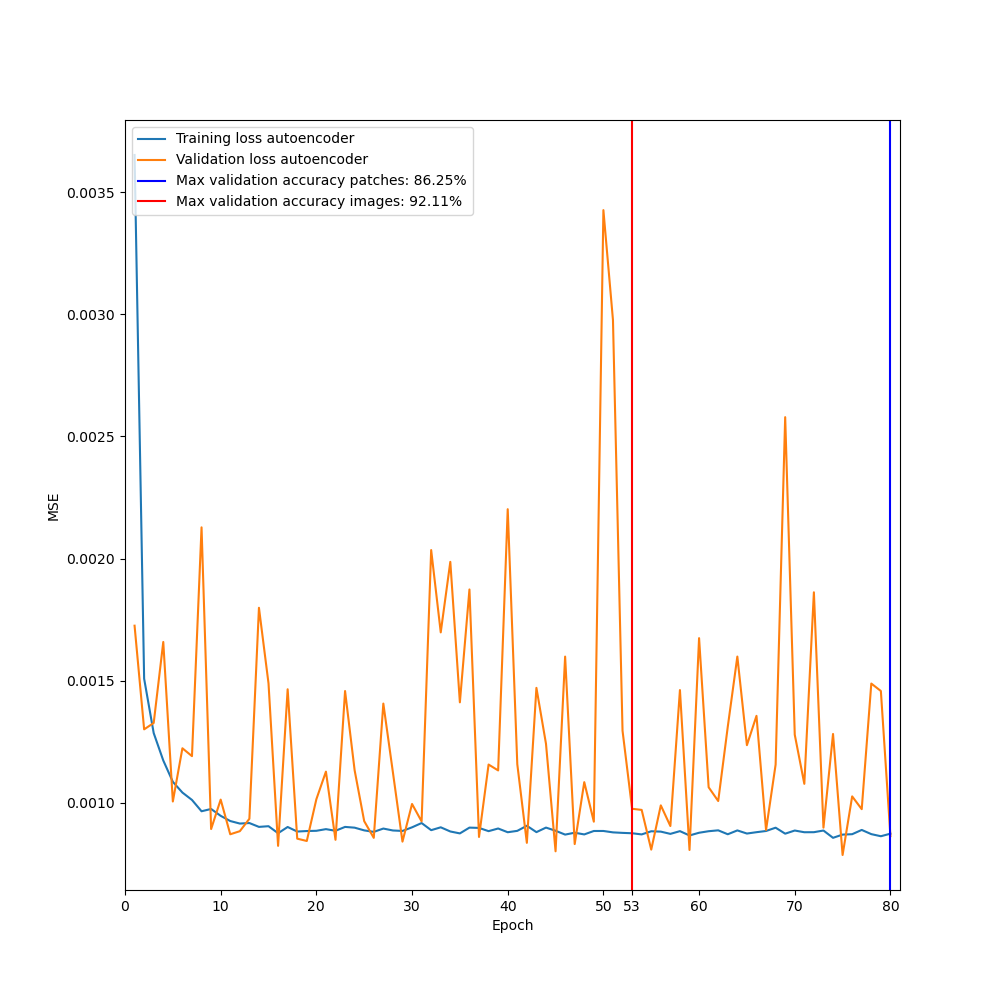 Training loss autoencoder
Validation loss autoencoder
Max validation accuracy patches: 86.25%
Max validation accuracy images: 92.11%
0.0035
0.0030
0.0025
0.0020
0.0015
0.0010
MSE
0 10 20 30 40 50 53 60 70 80
Epoch